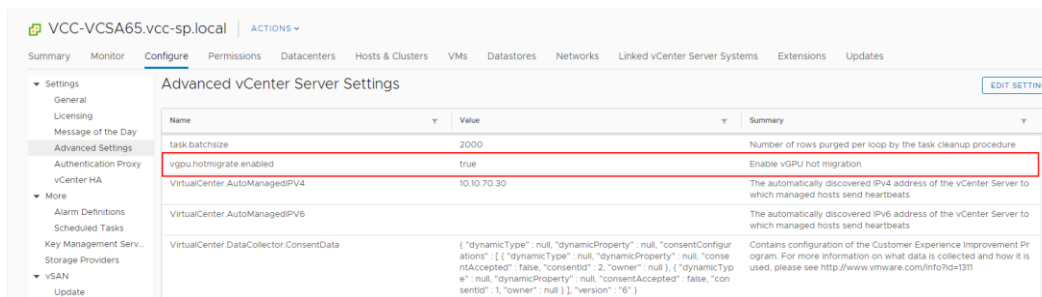 VCC-VCSA65.vcc-sp.local ACTIONS
Summary Monitor Configure Permissions Datacenters Hosts & Clusters VMs Datastores Networks Linked vCenter Server Systems Extensions Updates
Settings
General
Licensing
Message of the Day
Advanced Settings
Authentication Proxy
vCenter HA
More
Alarm Definitions
Scheduled Tasks
Key Management Serv...
Storage Providers
vSAN
Update
Advanced vCenter Server Settings
EDIT SETTIN
Name Value Summary
task.batchsize 2000 Number of rows purged per loop by the task cleanup procedure
vgpu.hotmigrate.enabled true Enable vGPU hot migration
VirtualCenter.AutoManagedIPV4 10.10.70.30 The automatically discovered IPv4 address of the vCenter Server to
which managed hosts send heartbeats
VirtualCenter.AutoManagedIPV6 The automatically discovered IPv6 address of the vCenter Server to
which managed hosts send heartbeats
VirtualCenter.DataCollector.ConsentData { "dynamicType" : null, "dynamicProperty" : null, "consentConfigur Contains configuration of the Customer Experience Improvement Pr
ations" : [ { "dynamicType" : null, "dynamicProperty" : null, "conse ogram. For more information on what data is collected and how it is
ntAccepted" : false, "consentId" : 2, "owner" : null }, { "dynamicTyp used, please see http://www.vmware.com/info?id=1311
e" : null, "dynamicProperty" : null, "consentAccepted" : false, "con
sentId" : 1, "owner" : null } ], "version" : "6" }